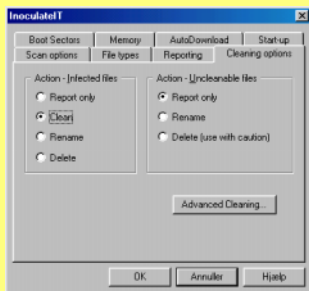 InoculateIT
Boot Sectors Memory AutoDownload Start-up
Scan options File types Reporting Cleaning options
Action - Infected files
Report only
Clean
Rename
Delete
Action - Uncleanable files
Report only
Rename
Delete (use with caution)
Advanced Cleaning...
OK Annuller Hjælp